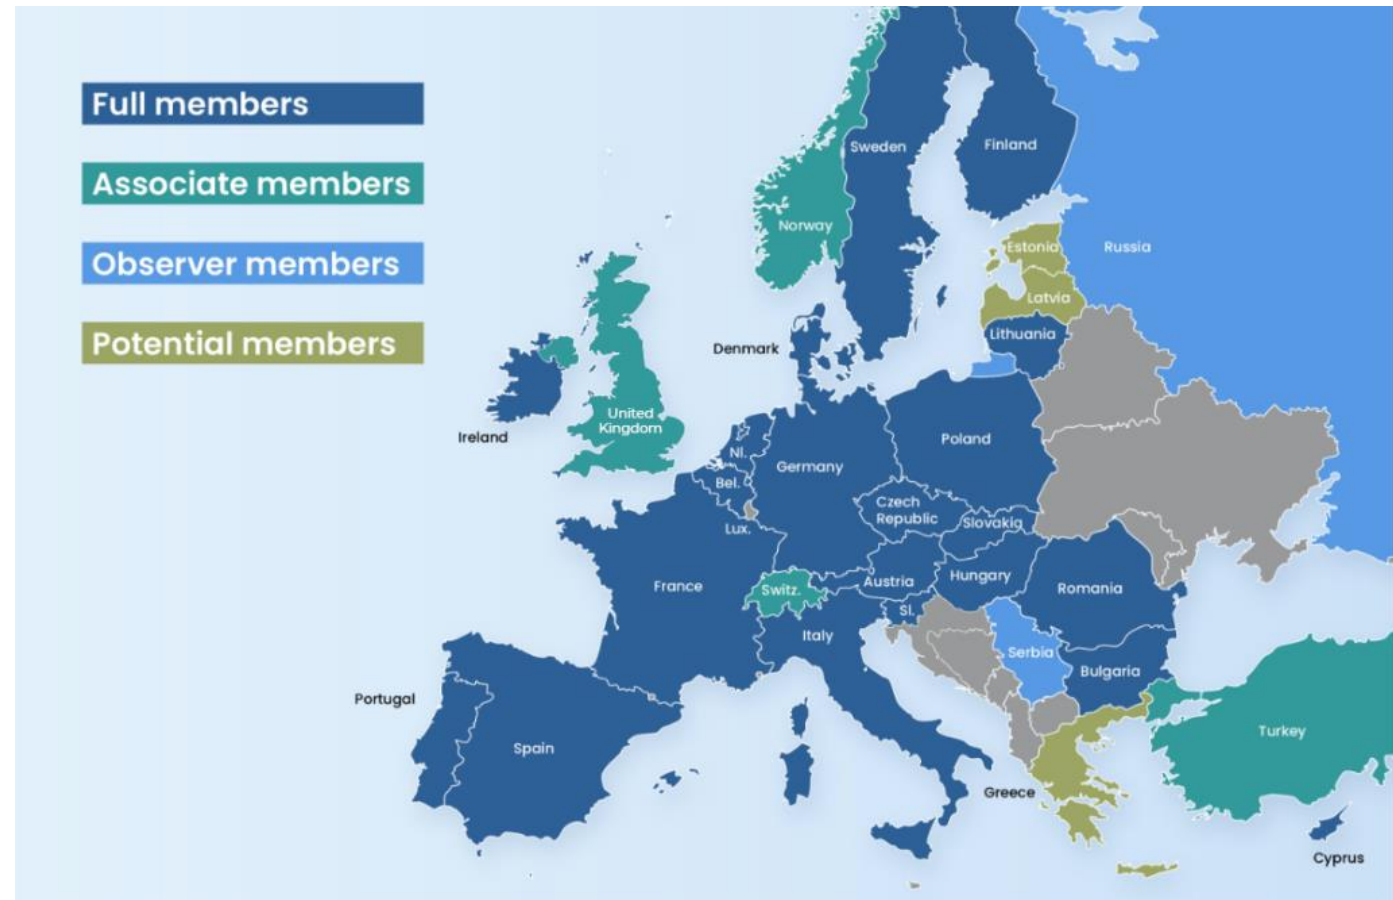 Full members
Associate members
Observer members
Potential members
Sweden
Finland
Norway
Estonia
Russia
Latvia
Lithuania
Denmark
United
Kingdom
Ireland
Poland
Nl.
Germany
Bel.
Czech
Republic
Slovakia
Lux.
France
Switz.
Austria
Hungary
Romania
Sl.
Italy
Serbia
Bulgaria
Portugal
Spain
Turkey
Greece
Cyprus